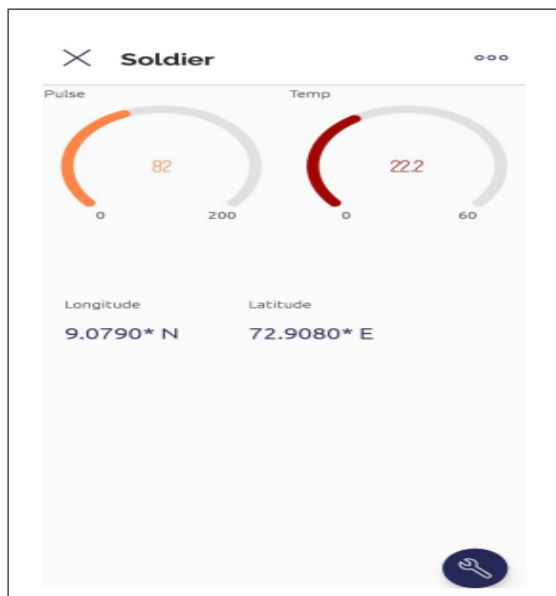 Soldier
Pulse Temp
82 22.2
0 200 0 60
Longitude Latitude
9.0790* N 72.9080* E